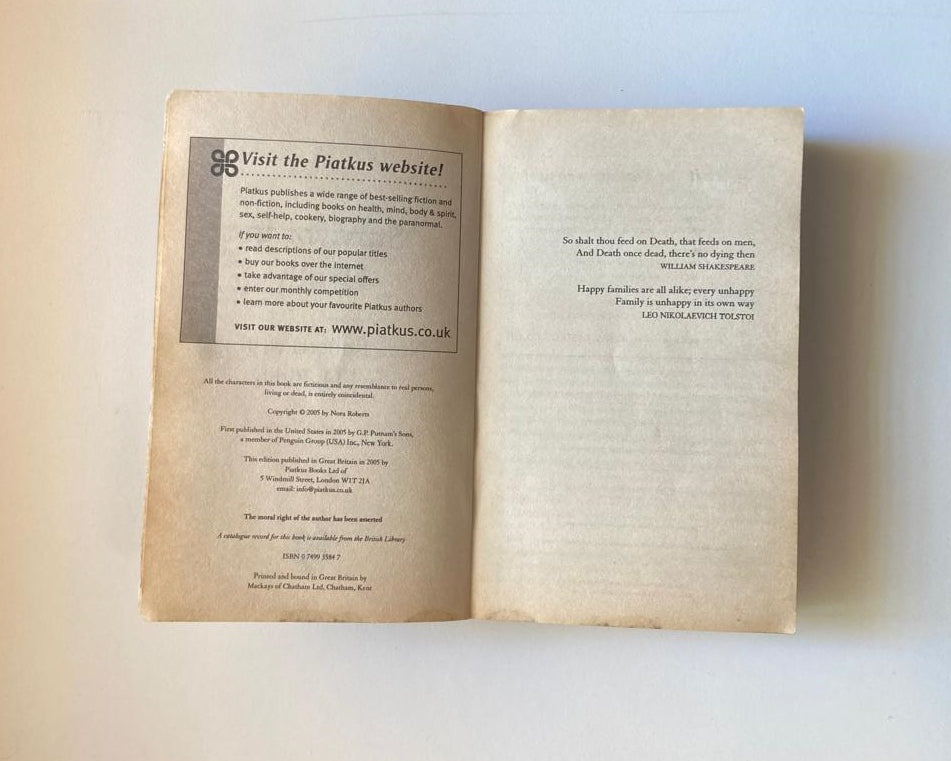 Visit the Piatkus website!
Piatkus publishes a wide range of best-selling fiction and
non-fiction, including books on health, mind, body & spirit,
sex, self-help, cookery, biography and the paranormal.
If you want to:
• read descriptions of our popular titles
• buy our books over the internet
• take advantage of our special offers
• enter our monthly competition
• learn more about your favourite Piatkus authors
VISIT OUR WEBSITE AT: www.piatkus.co.uk
All the characters in this book are fictitious and any resemblance to real persons,
living or dead, is entirely coincidental.
Copyright © 2005 by Nora Roberts
First published in the United States in 2005 by G.P. Putnam's Sons,
a member of Penguin Group (USA) Inc., New York.
This edition published in Great Britain in 2005 by
Piatkus Books Ltd of
5 Windmill Street, London W1T 2JA
email: info@piatkus.co.uk
The moral right of the author has been asserted
A catalogue record for this book is available from the British Library
ISBN 0 7499 3584 7
Printed and bound in Great Britain by
Mackays of Chatham Ltd, Chatham, Kent
So shalt thou feed on Death, that feeds on men,
And Death once dead, there's no dying then
WILLIAM SHAKESPEARE
Happy families are all alike; every unhappy
Family is unhappy in its own way
LEO NIKOLAEVICH TOLSTOI